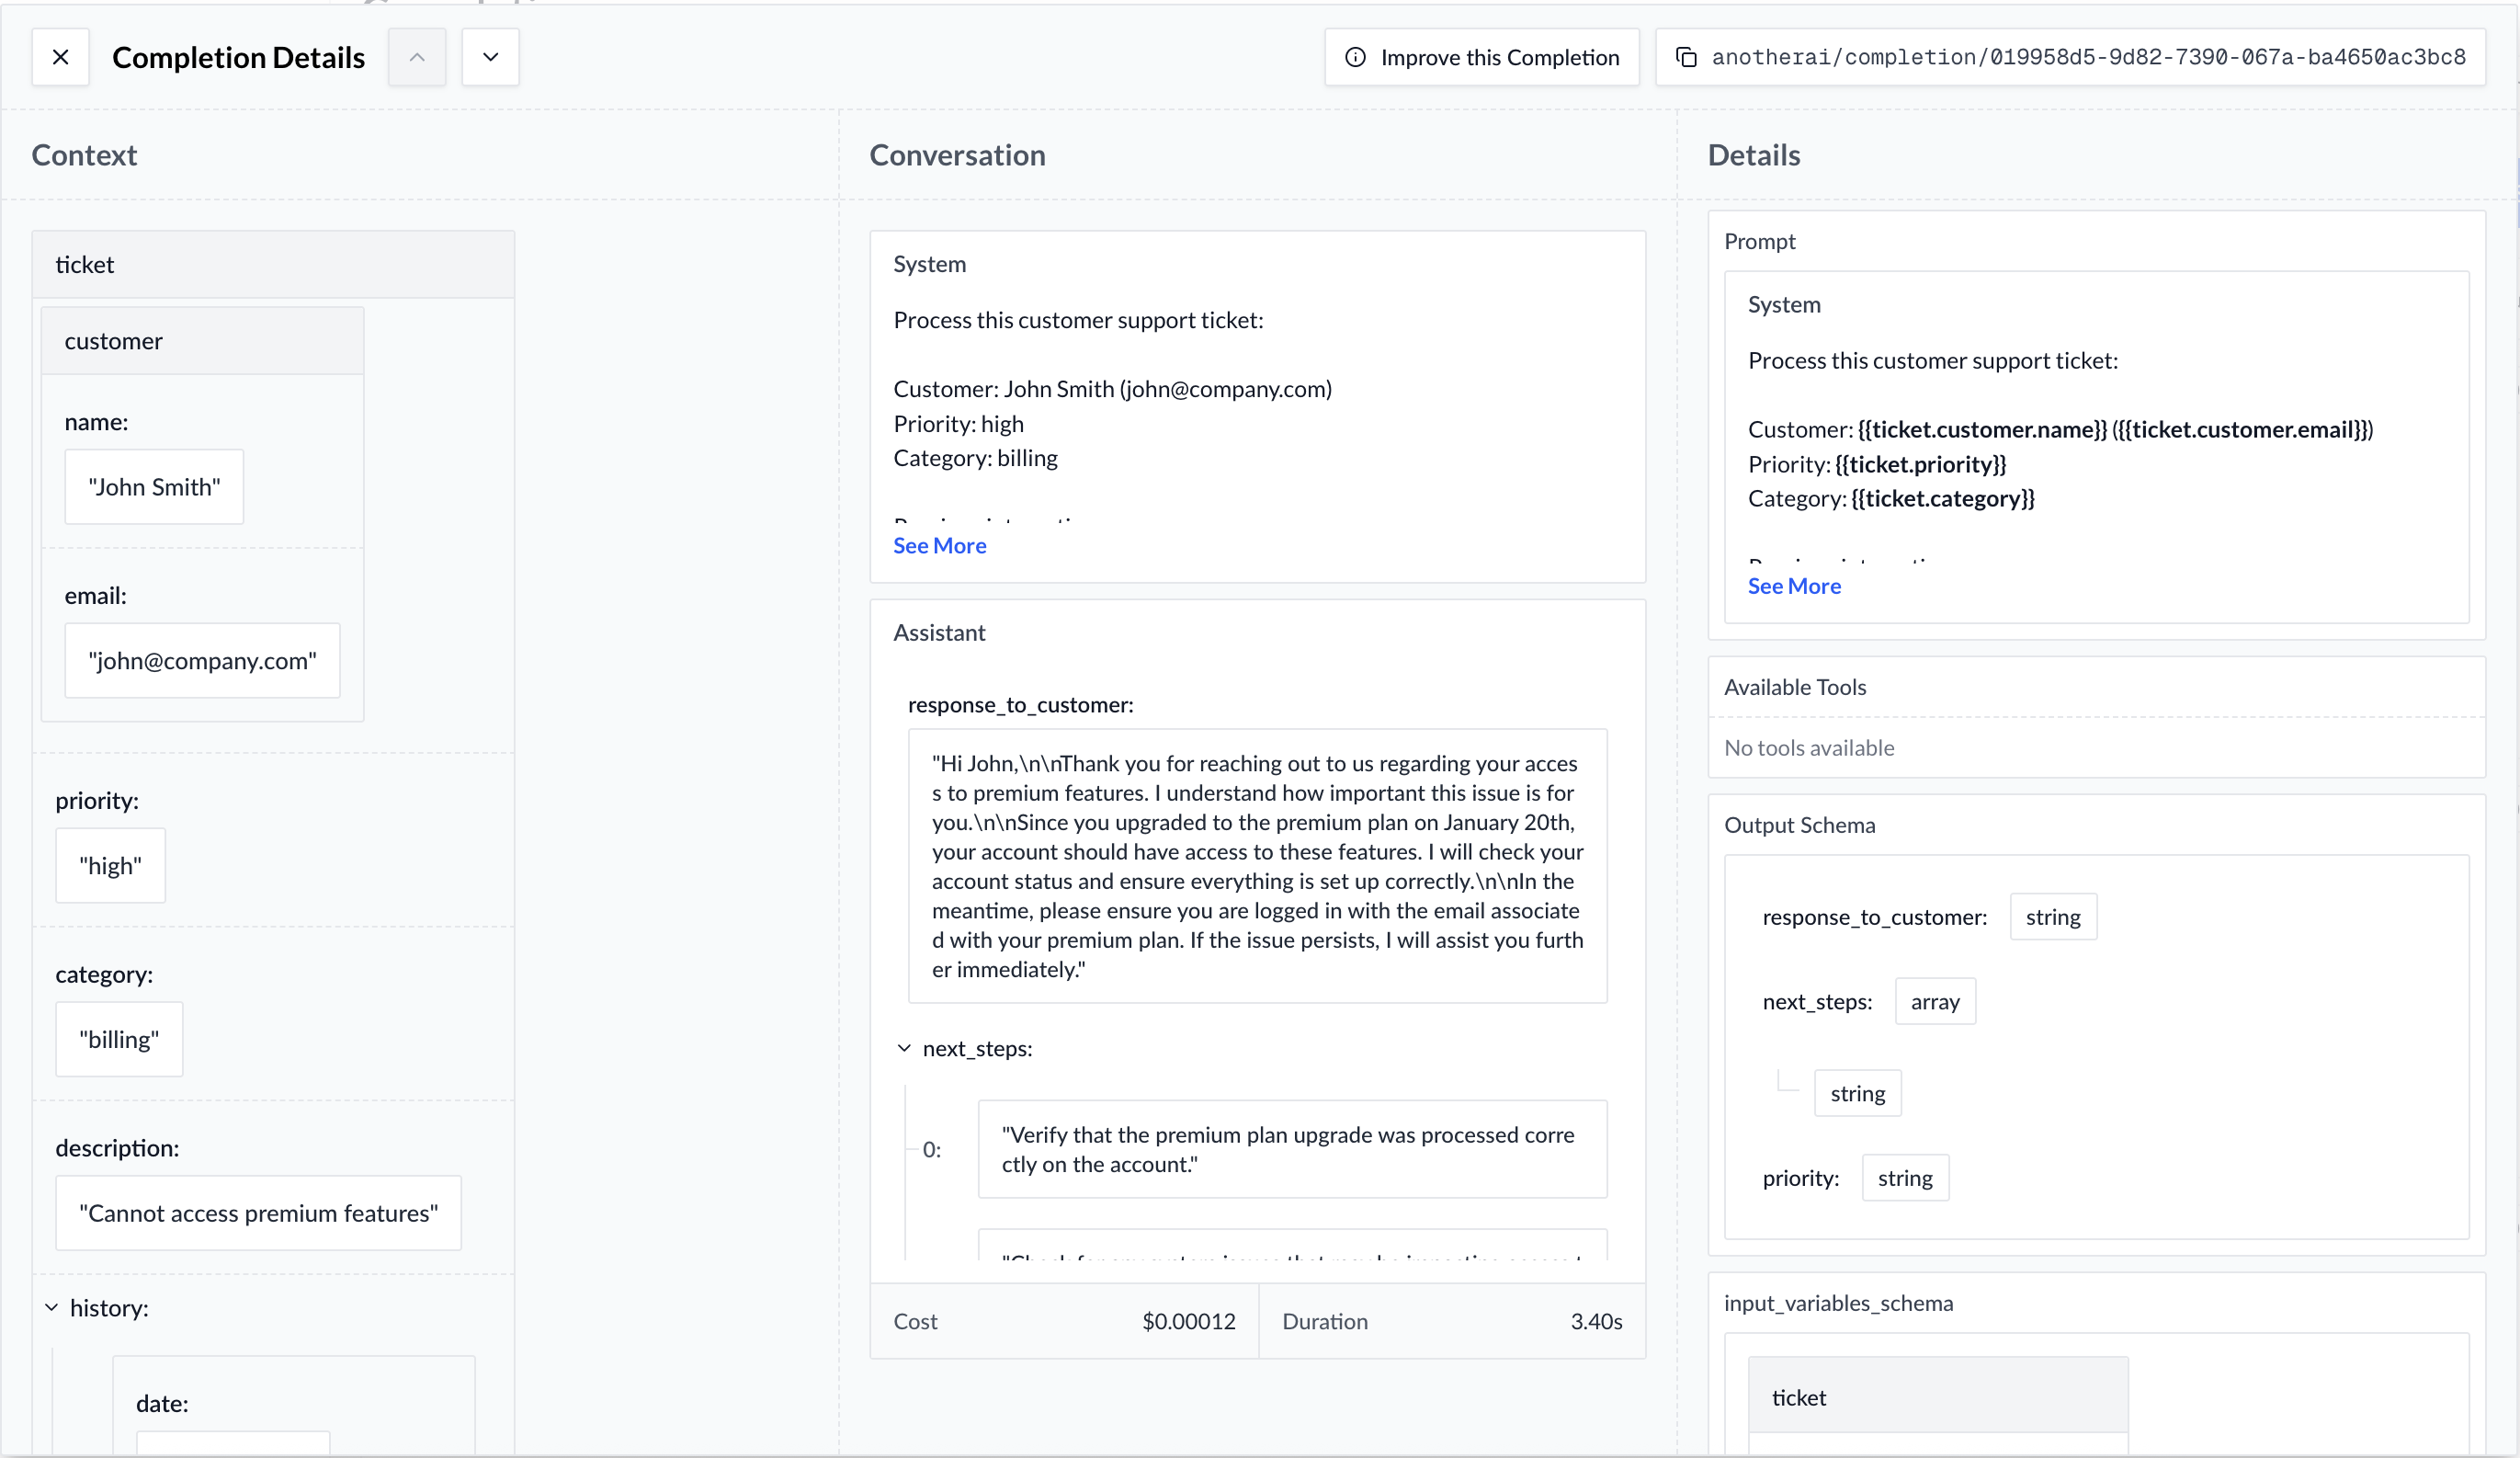 Completion Details
Improve this Completion
anotherai/completion/019958d5-9d82-7390-067a-ba4650ac3bc8
Context
ticket
customer
name:
"John Smith"
email:
"john@company.com"
priority:
"high"
category:
"billing"
description:
"Cannot access premium features"
history:
date:
Conversation
System
Process this customer support ticket:
Customer: John Smith (john@company.com)
Priority: high
Category: billing
See More
Assistant
response_to_customer:
"Hi John,\n\nThank you for reaching out to us regarding your acces
s to premium features. I understand how important this issue is for
you.\n\nSince you upgraded to the premium plan on January 20th,
your account should have access to these features. I will check your
account status and ensure everything is set up correctly.\n\nIn the
meantime, please ensure you are logged in with the email associate
d with your premium plan. If the issue persists, I will assist you furth
er immediately."
next_steps:
0:
"Verify that the premium plan upgrade was processed corre
ctly on the account."
Cost
$0.00012
Duration
3.40s
Details
Prompt
System
Process this customer support ticket:
Customer: {{ticket.customer.name}} ({{ticket.customer.email}})
Priority: {{ticket.priority}}
Category: {{ticket.category}}
See More
Available Tools
No tools available
Output Schema
response_to_customer: string
next_steps: array
string
priority: string
input_variables_schema
ticket